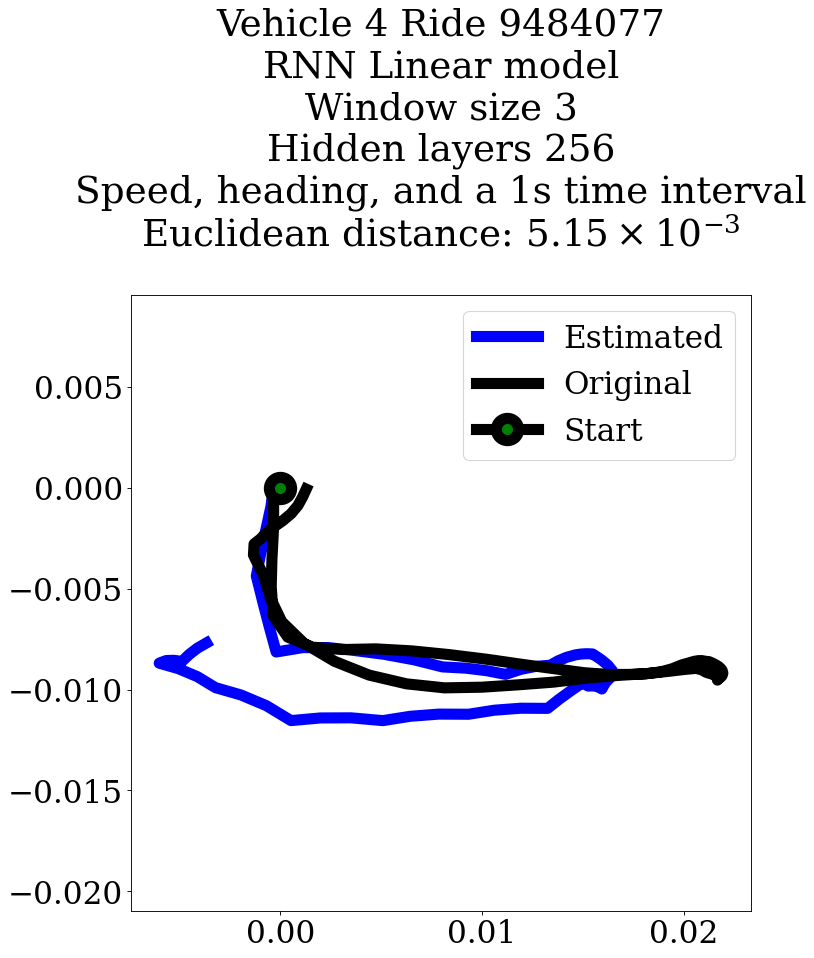 Vehicle 4 Ride 9484077
RNN Linear model
Window size 3
Hidden layers 256
Speed, heading, and a 1s time interval
Euclidean distance: 5.15 × 10⁻³
Estimated
Original
Start
0.005
0.000
−0.005
−0.010
−0.015
−0.020
0.00 0.01 0.02